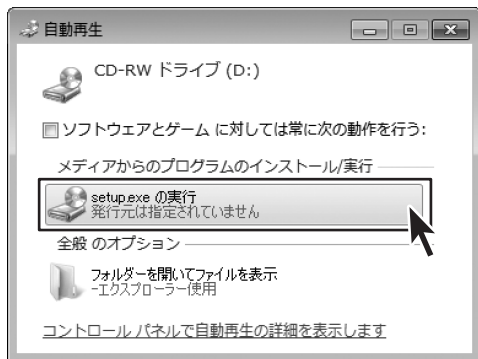 自動再生
CD-RW ドライブ (D:)
ソフトウェアとゲーム に対しては常に次の動作を行う:
メディアからのプログラムのインストール/実行
setup.exe の実行
発行元は指定されていません
全般 のオプション
フォルダーを開いてファイルを表示
-エクスプローラー使用
コントロール パネルで自動再生の詳細を表示します